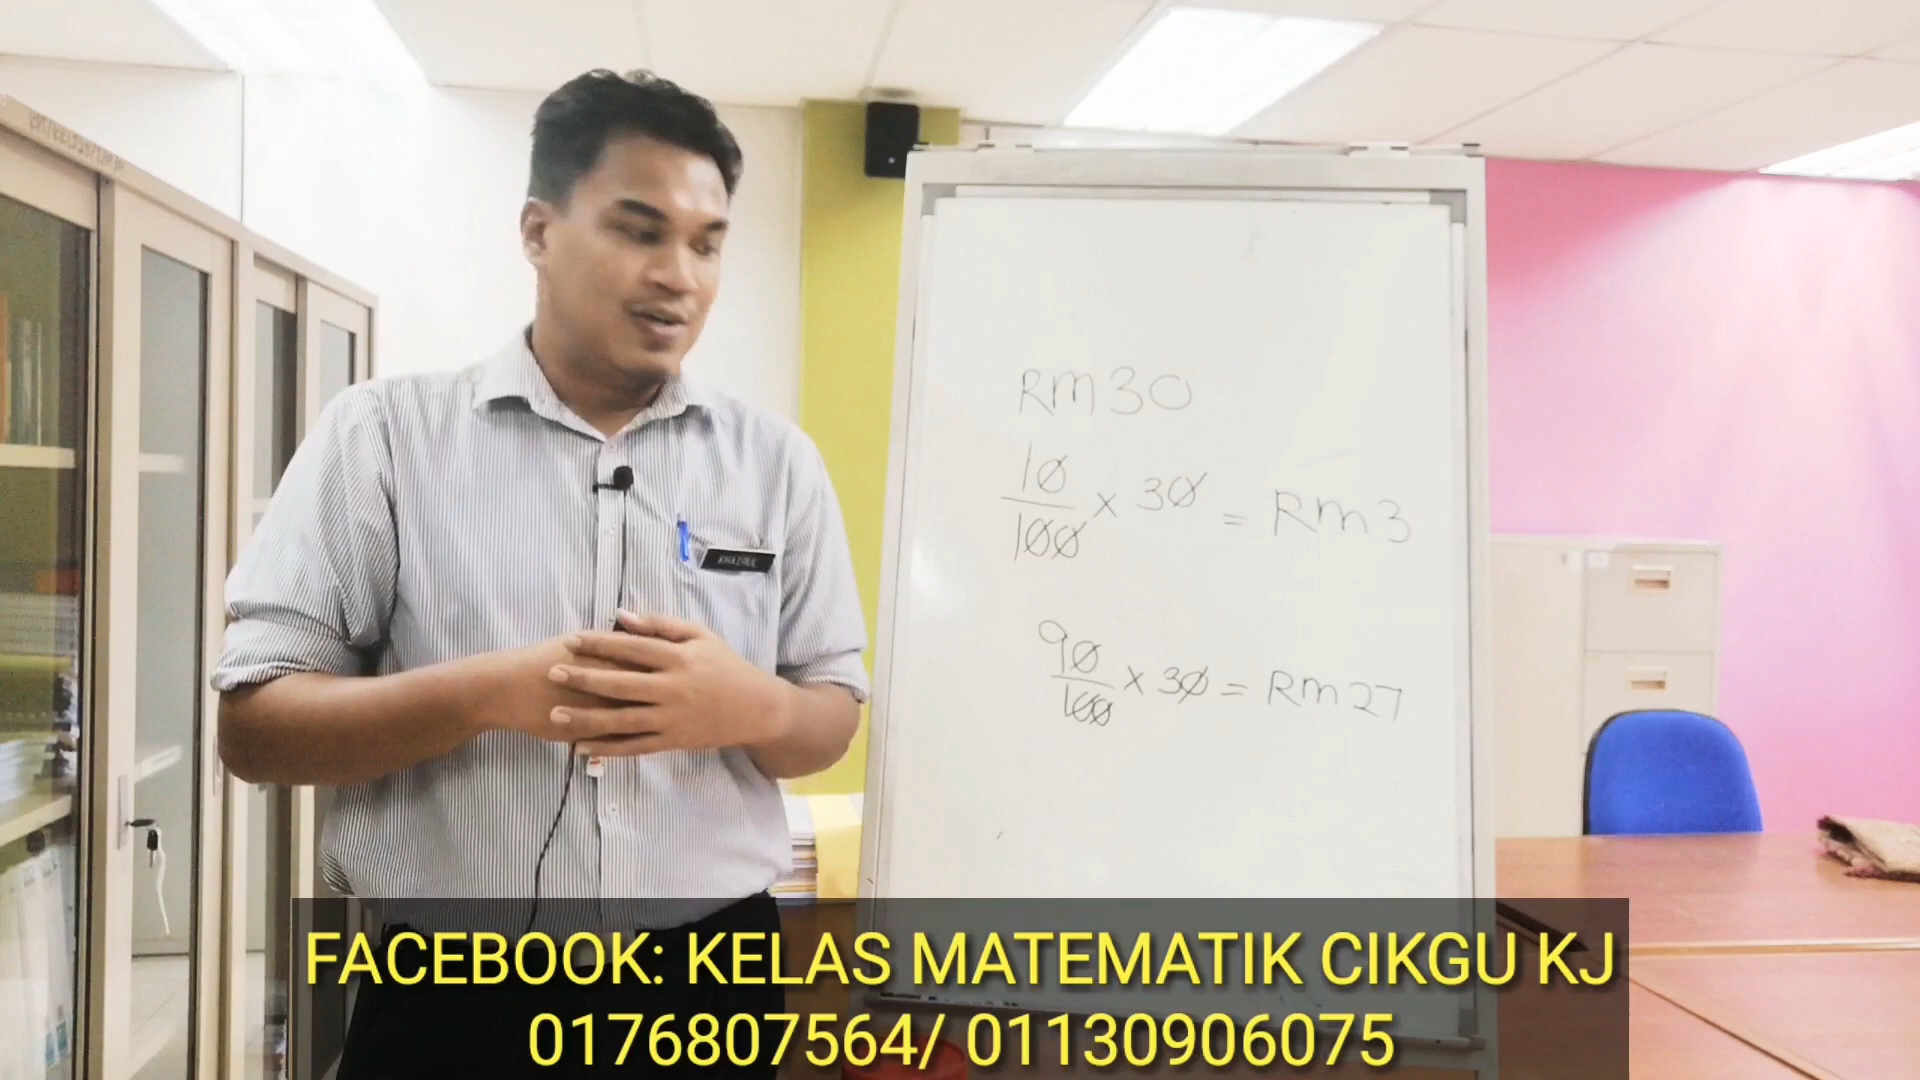 RM30
10/100 × 30 = RM3
90/100 × 30 = RM27
FACEBOOK: KELAS MATEMATIK CIKGU KJ
0176807564/ 01130906075